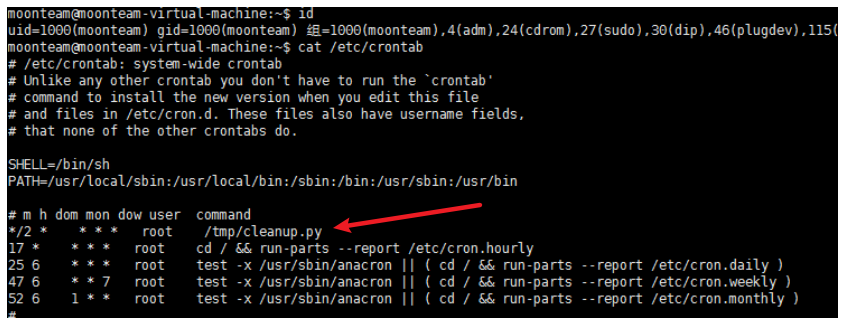 moonteam@moonteam-virtual-machine:~$ id
uid=1000(moonteam) gid=1000(moonteam) 组=1000(moonteam),4(adm),24(cdrom),27(sudo),30(dip),46(plugdev),115(
moonteam@moonteam-virtual-machine:~$ cat /etc/crontab
# /etc/crontab: system-wide crontab
# Unlike any other crontab you don't have to run the `crontab'
# command to install the new version when you edit this file
# and files in /etc/cron.d. These files also have username fields,
# that none of the other crontabs do.

SHELL=/bin/sh
PATH=/usr/local/sbin:/usr/local/bin:/sbin:/bin:/usr/sbin:/usr/bin

# m h dom mon dow user  command
*/2 *    * * *   root    /tmp/cleanup.py
17 *    * * *   root    cd / && run-parts --report /etc/cron.hourly
25 6    * * *   root    test -x /usr/sbin/anacron || ( cd / && run-parts --report /etc/cron.daily )
47 6    * * 7   root    test -x /usr/sbin/anacron || ( cd / && run-parts --report /etc/cron.weekly )
52 6    1 * *   root    test -x /usr/sbin/anacron || ( cd / && run-parts --report /etc/cron.monthly )
#